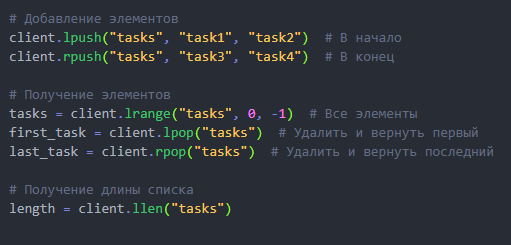 # Добавление элементов
client.lpush("tasks", "task1", "task2")  # В начало
client.rpush("tasks", "task3", "task4")  # В конец

# Получение элементов
tasks = client.lrange("tasks", 0, -1)  # Все элементы
first_task = client.lpop("tasks")  # Удалить и вернуть первый
last_task = client.rpop("tasks")  # Удалить и вернуть последний

# Получение длины списка
length = client.llen("tasks")